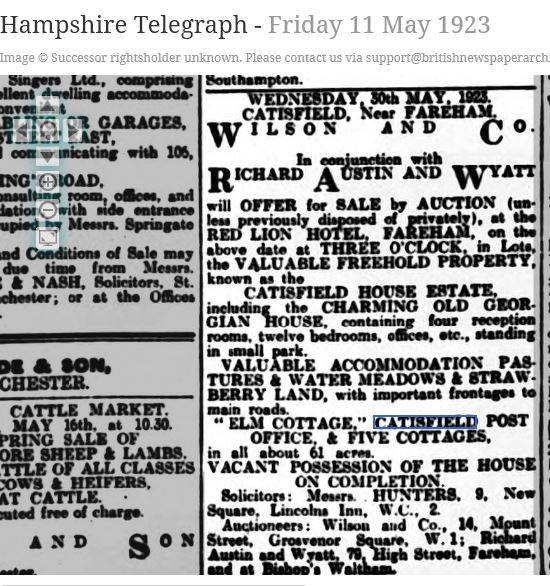 Hampshire Telegraph - Friday 11 May 1923
Image © Successor rightsholder unknown. Please contact us via support@britishnewspaperarchi
Singers Ltd., comprising
dwelling accommoda-
GARAGES,
with 106,
ROAD,
room, offices, and
with side entrance
Messrs. Springate
and Conditions of Sale may
due time from Messrs.
& NASH, Solicitors, St.
or at the Offices
& SON,
CATTLE MARKET.
MAY 16th, at 10.30.
SALE OF
SHEEP & LAMBS.
OF ALL CLASSES
& HEIFERS,
CATTLE.
free of charge.
AND SON
Southampton.
WEDNESDAY, 30th MAY, 1923.
CATISFIELD, Near FAREHAM.
WILSON AND CO.
In conjunction with
RICHARD AUSTIN AND WYATT
will OFFER for SALE by AUCTION (un-
less previously disposed of privately), at the
RED LION HOTEL, FAREHAM, on the
above date at THREE O'CLOCK, in Lots,
the VALUABLE FREEHOLD PROPERTY,
known as the
CATISFIELD HOUSE ESTATE,
including the CHARMING OLD GEOR-
GIAN HOUSE, containing four reception
rooms, twelve bedrooms, offices, etc., standing
in small park.
VALUABLE ACCOMMODATION PAS-
TURES & WATER MEADOWS & STRAW-
BERRY LAND, with important frontages to
main roads.
"ELM COTTAGE," CATISFIELD POST
OFFICE, & FIVE COTTAGES,
in all about 61 acres.
VACANT POSSESSION OF THE HOUSE
ON COMPLETION.
Solicitors: Messrs. HUNTERS, 9, New
Square, Lincolns Inn, W.C., 2.
Auctioneers: Wilson and Co., 14, Mount
Street, Grosvenor Square, W. 1; Richard
Austin and Wyatt, 79, High Street, Fareham,
and at Bishop's Waltham.